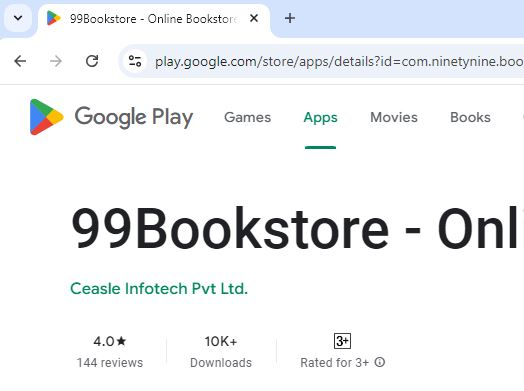 99Bookstore - Online Bookstore
play.google.com/store/apps/details?id=com.ninetynine.boo
Google Play Games Apps Movies Books
99Bookstore - Onl
Ceasle Infotech Pvt Ltd.
4.0★ 10K+ 3+
144 reviews Downloads Rated for 3+